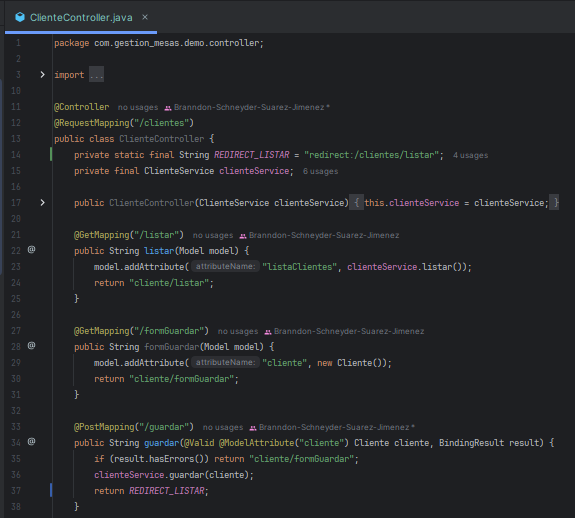 ClienteController.java ×
1 package com.gestion_mesas.demo.controller;
2
3 import ...
10
11 @Controller no usages Branndon-Schneyder-Suarez-Jimenez *
12 @RequestMapping("/clientes")
13 public class ClienteController {
14 private static final String REDIRECT_LISTAR = "redirect:/clientes/listar"; 4 usages
15 private final ClienteService clienteService; 6 usages
16
17 public ClienteController(ClienteService clienteService) { this.clienteService = clienteService; }
20
21 @GetMapping("/listar") no usages Branndon-Schneyder-Suarez-Jimenez
22 public String listar(Model model) {
23 model.addAttribute( attributeName: "listaClientes", clienteService.listar());
24 return "cliente/listar";
25 }
26
27 @GetMapping("/formGuardar") no usages Branndon-Schneyder-Suarez-Jimenez
28 public String formGuardar(Model model) {
29 model.addAttribute( attributeName: "cliente", new Cliente());
30 return "cliente/formGuardar";
31 }
32
33 @PostMapping("/guardar") no usages Branndon-Schneyder-Suarez-Jimenez *
34 public String guardar(@Valid @ModelAttribute("cliente") Cliente cliente, BindingResult result) {
35 if (result.hasErrors()) return "cliente/formGuardar";
36 clienteService.guardar(cliente);
37 return REDIRECT_LISTAR;
38 }